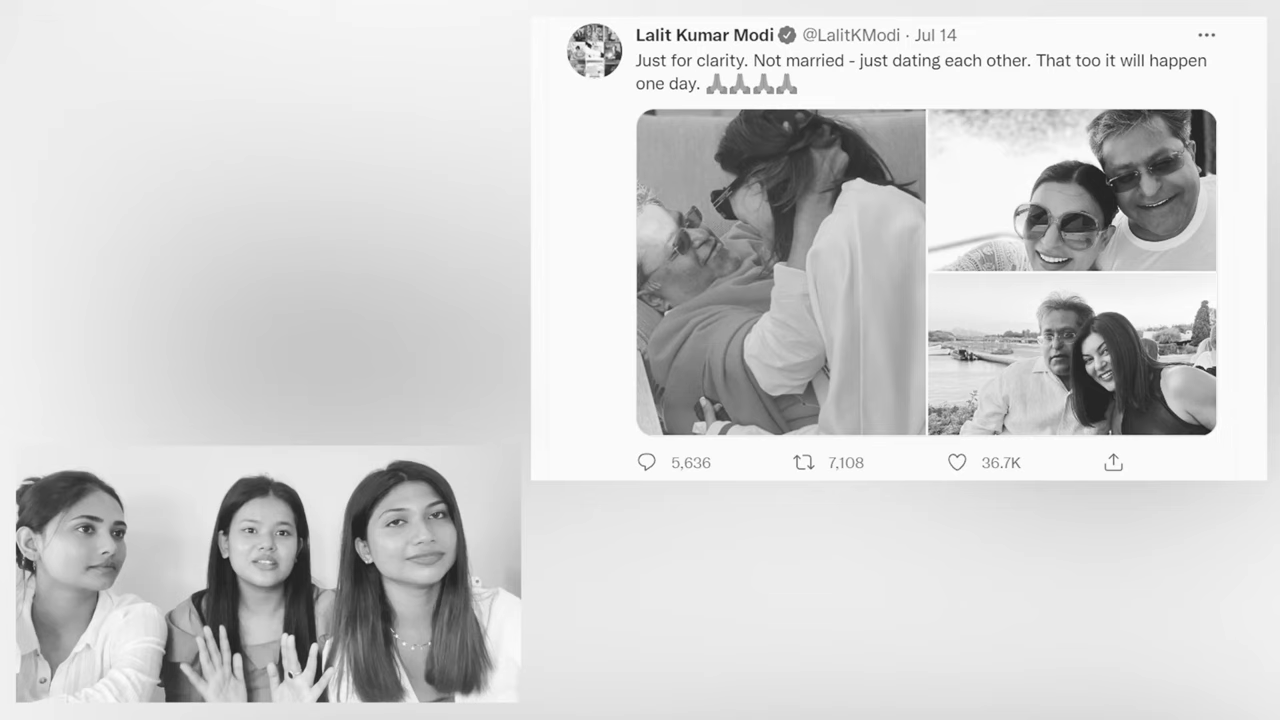 Lalit Kumar Modi @LalitKModi · Jul 14
Just for clarity. Not married - just dating each other. That too it will happen
one day. 🙏🙏🙏🙏
5,636 7,108 36.7K